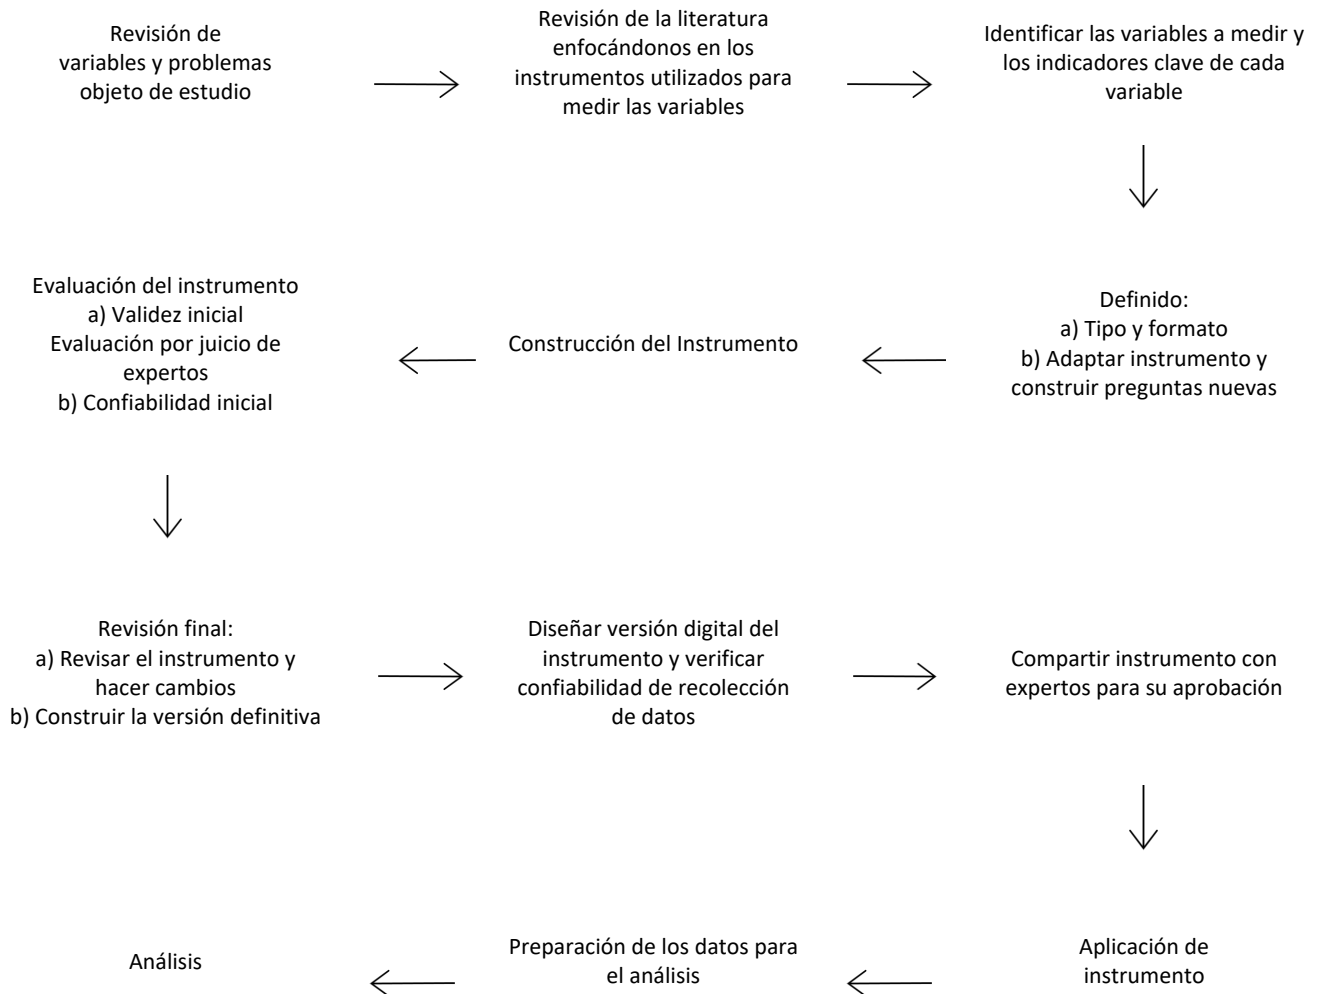 Revisión de
variables y problemas
objeto de estudio
Revisión de la literatura
enfocándonos en los
instrumentos utilizados para
medir las variables
Identificar las variables a medir y
los indicadores clave de cada
variable
Definido:
a) Tipo y formato
b) Adaptar instrumento y
construir preguntas nuevas
Construcción del Instrumento
Evaluación del instrumento
a) Validez inicial
Evaluación por juicio de
expertos
b) Confiabilidad inicial
Revisión final:
a) Revisar el instrumento y
hacer cambios
b) Construir la versión definitiva
Diseñar versión digital del
instrumento y verificar
confiabilidad de recolección
de datos
Compartir instrumento con
expertos para su aprobación
Aplicación de
instrumento
Preparación de los datos para
el análisis
Análisis